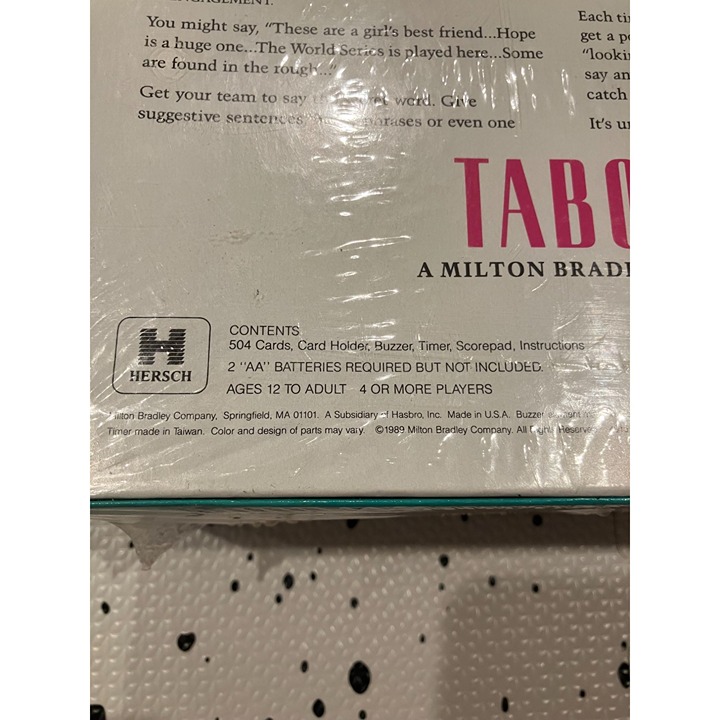 You might say, "These are a girl's best friend...Hope
is a huge one...The World Series is played here...Some
are found in the rough..."
Get your team to say word. Give
suggestive sentences phrases or even one
Each
get a
"looki
say an
catch
It's
TABO
A MILTON BRADL
H
HERSCH
CONTENTS
504 Cards, Card Holder, Buzzer, Timer, Scorepad, Instructions
2 "AA" BATTERIES REQUIRED BUT NOT INCLUDED.
AGES 12 TO ADULT 4 OR MORE PLAYERS
Milton Bradley Company, Springfield, MA 01101. A Subsidiary of Hasbro, Inc. Made in U.S.A. Buzzer
Timer made in Taiwan. Color and design of parts may vary. ©1989 Milton Bradley Company. All Rights Reserved.